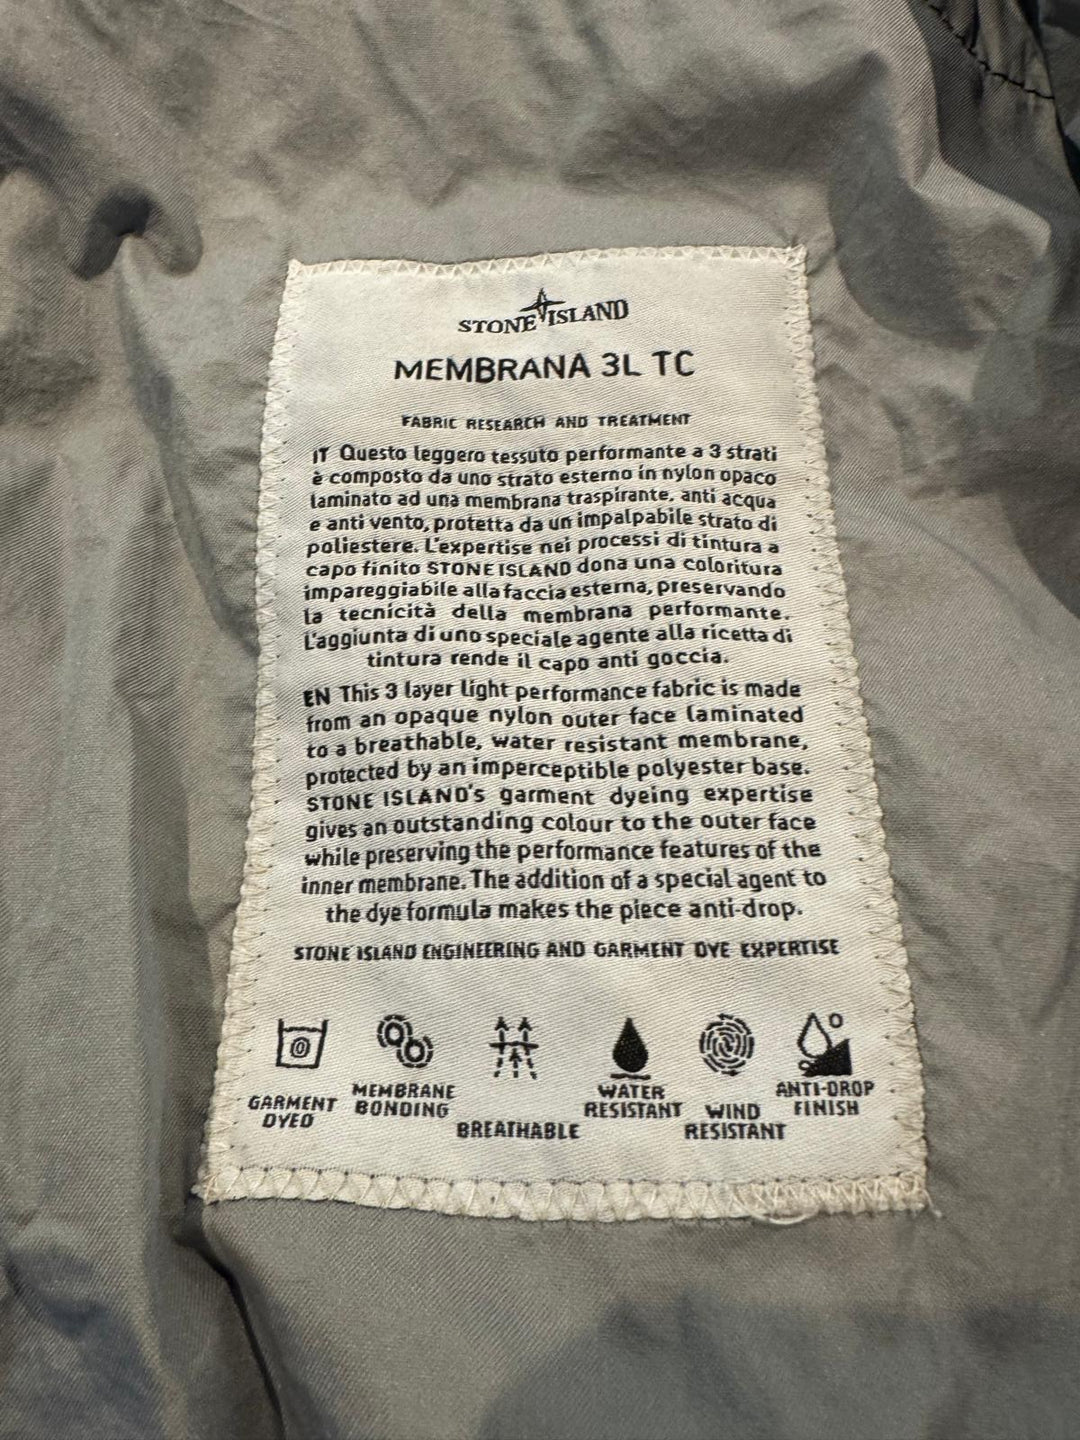 STONE ISLAND
MEMBRANA 3L TC
FABRIC RESEARCH AND TREATMENT
IT Questo leggero tessuto performante a 3 strati
è composto da uno strato esterno in nylon opaco
laminato ad una membrana traspirante, anti acqua
e anti vento, protetta da un impalpabile strato di
poliestere. L'expertise nei processi di tintura a
capo finito STONE ISLAND dona una coloritura
impareggiabile alla faccia esterna, preservando
la tecnicità della membrana performante.
L'aggiunta di uno speciale agente alla ricetta di
tintura rende il capo anti goccia.
EN This 3 layer light performance fabric is made
from an opaque nylon outer face laminated
to a breathable, water resistant membrane,
protected by an imperceptible polyester base.
STONE ISLAND's garment dyeing expertise
gives an outstanding colour to the outer face
while preserving the performance features of the
inner membrane. The addition of a special agent to
the dye formula makes the piece anti-drop.
STONE ISLAND ENGINEERING AND GARMENT DYE EXPERTISE
GARMENT
DYED
MEMBRANE
BONDING
BREATHABLE
WATER
RESISTANT
WIND
RESISTANT
ANTI-DROP
FINISH